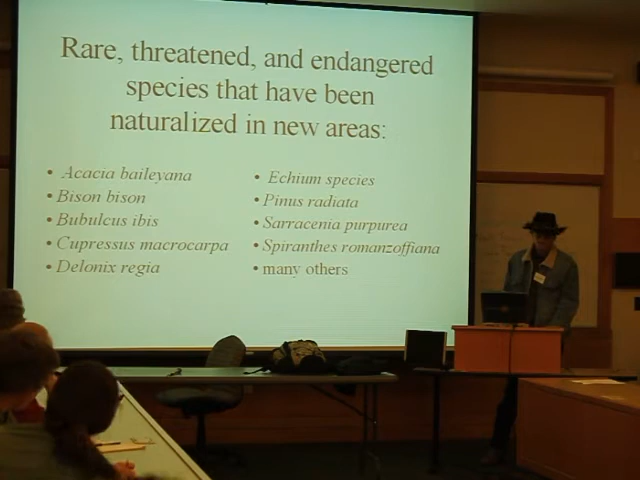 Rare, threatened, and endangered
species that have been
naturalized in new areas:
• Acacia baileyana
• Bison bison
• Bubulcus ibis
• Cupressus macrocarpa
• Delonix regia
• Echium species
• Pinus radiata
• Sarracenia purpurea
• Spiranthes romanzoffiana
• many others